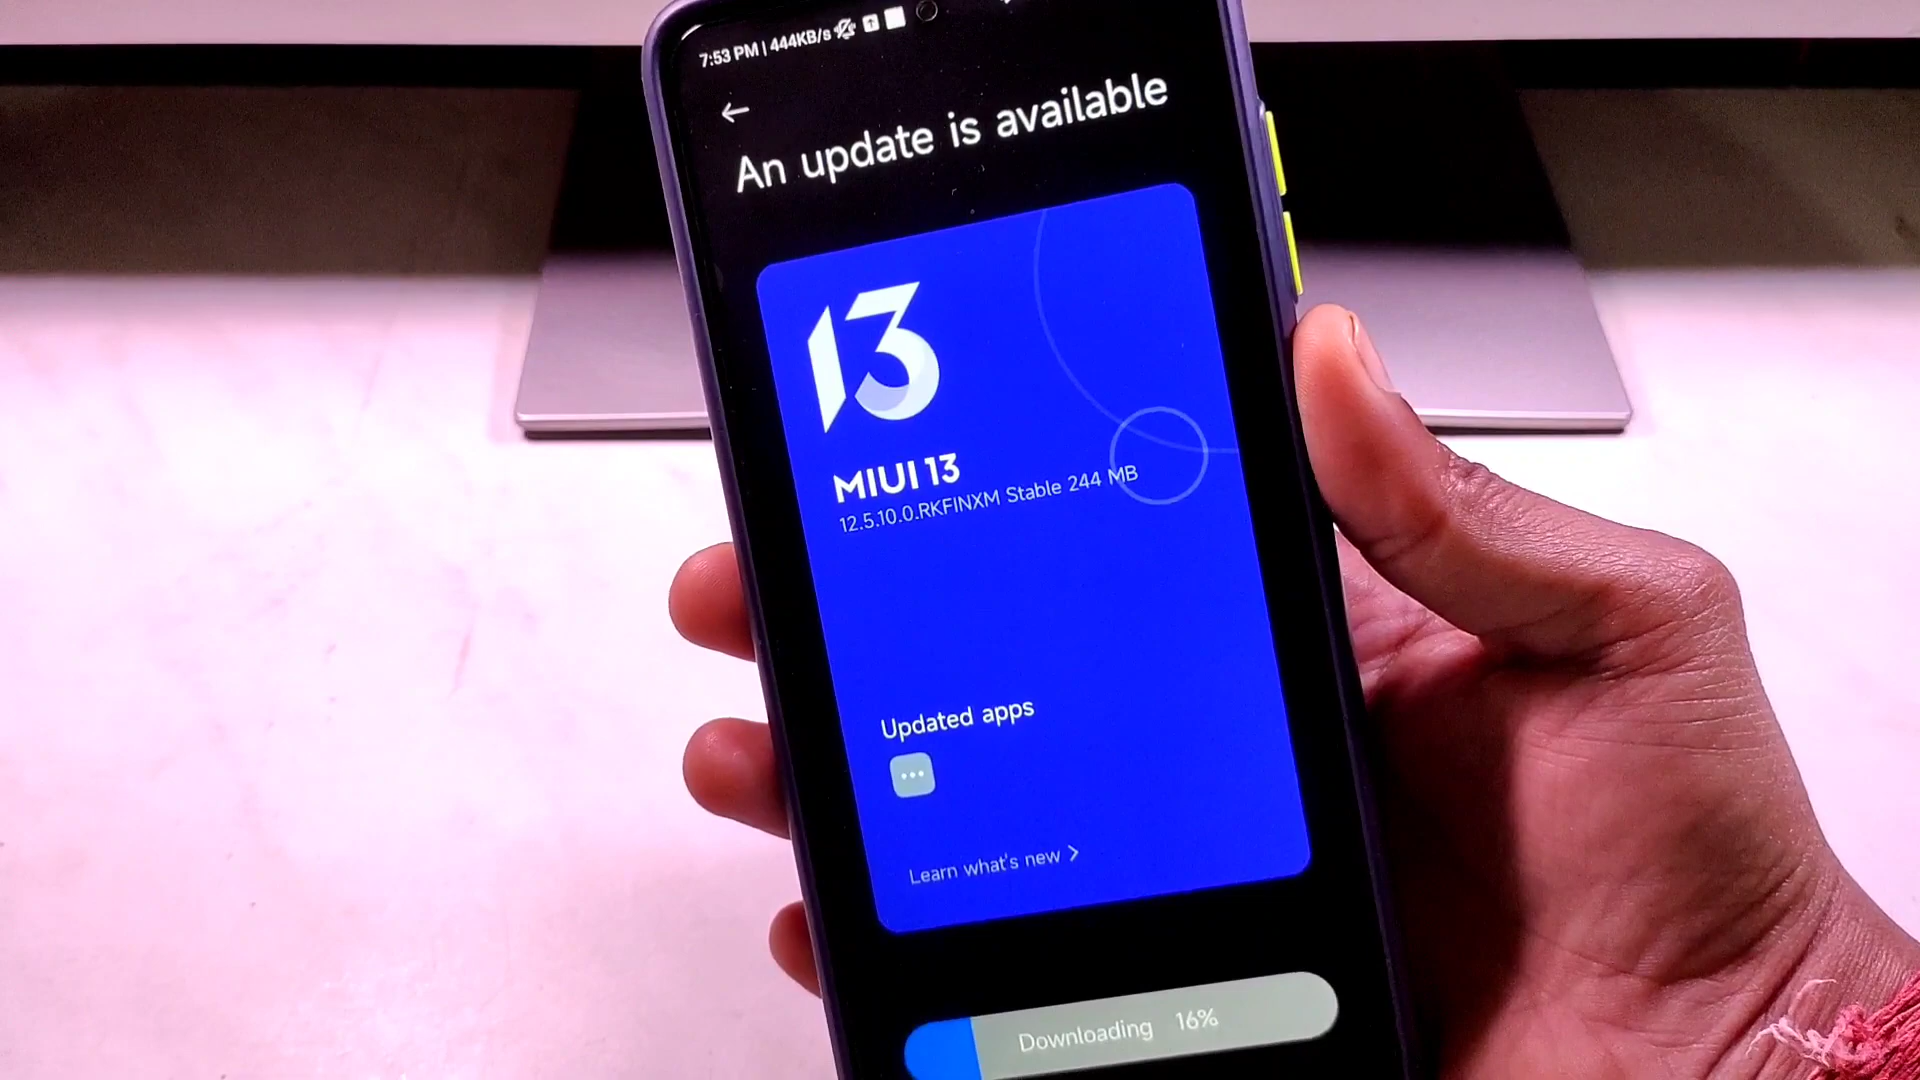 7:53 PM | 444KB/s
An update is available
13
MIUI 13
12.5.10.0.RKFINXM Stable 244 MB
Updated apps
Learn what's new
Downloading 16%